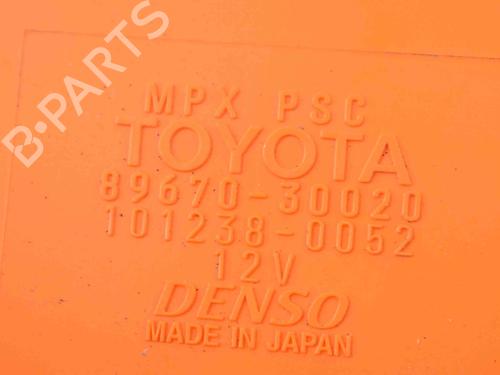 B-PARTS
MPX PSC
TOYOTA
89670-30020
101238-0052
12V
DENSO
MADE IN JAPAN